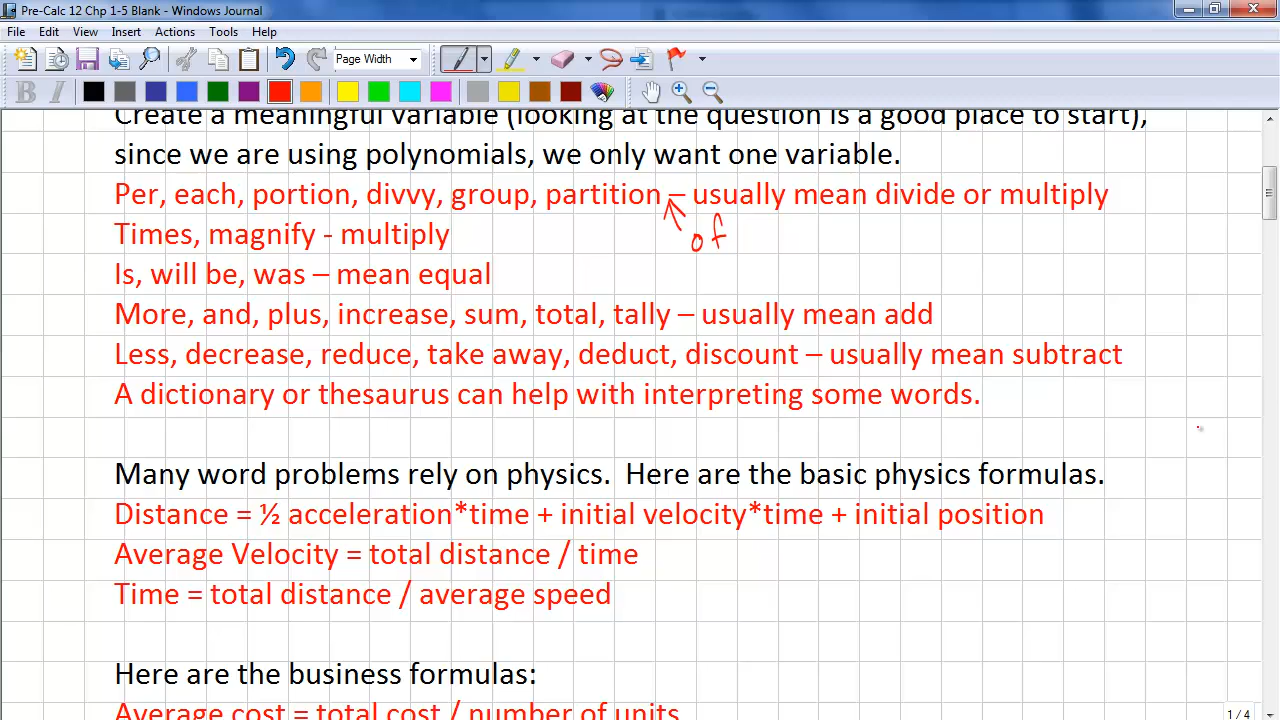 Pre-Calc 12 Chp 1-5 Blank - Windows Journal
File Edit View Insert Actions Tools Help
Page Width
B I
Create a meaningful variable (looking at the question is a good place to start),
since we are using polynomials, we only want one variable.
Per, each, portion, divvy, group, partition – usually mean divide or multiply
of
Times, magnify - multiply
Is, will be, was – mean equal
More, and, plus, increase, sum, total, tally – usually mean add
Less, decrease, reduce, take away, deduct, discount – usually mean subtract
A dictionary or thesaurus can help with interpreting some words.
Many word problems rely on physics. Here are the basic physics formulas.
Distance = ½ acceleration*time + initial velocity*time + initial position
Average Velocity = total distance / time
Time = total distance / average speed
Here are the business formulas:
Average cost = total cost / number of units
1/4